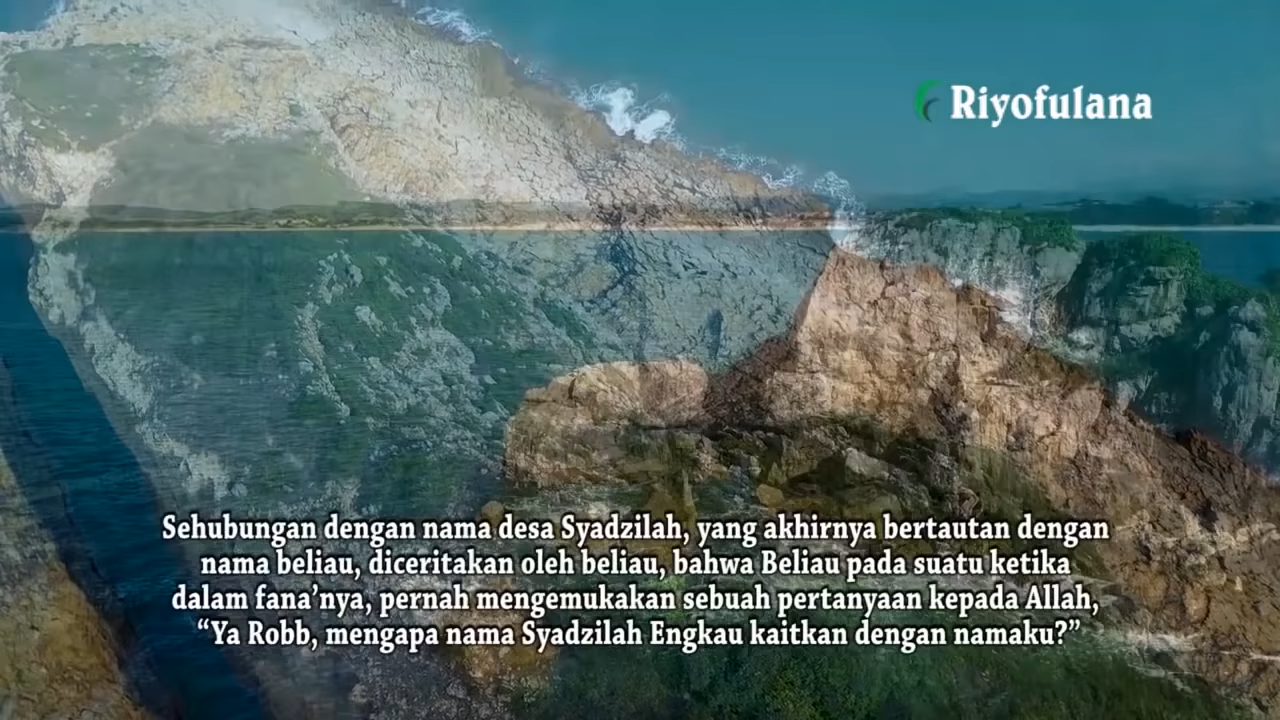 Riyofulana
Sehubungan dengan nama desa Syadzilah, yang akhirnya bertautan dengan
nama beliau, diceritakan oleh beliau, bahwa Beliau pada suatu ketika
dalam fana’nya, pernah mengemukakan sebuah pertanyaan kepada Allah,
“Ya Robb, mengapa nama Syadzilah Engkau kaitkan dengan namaku?”